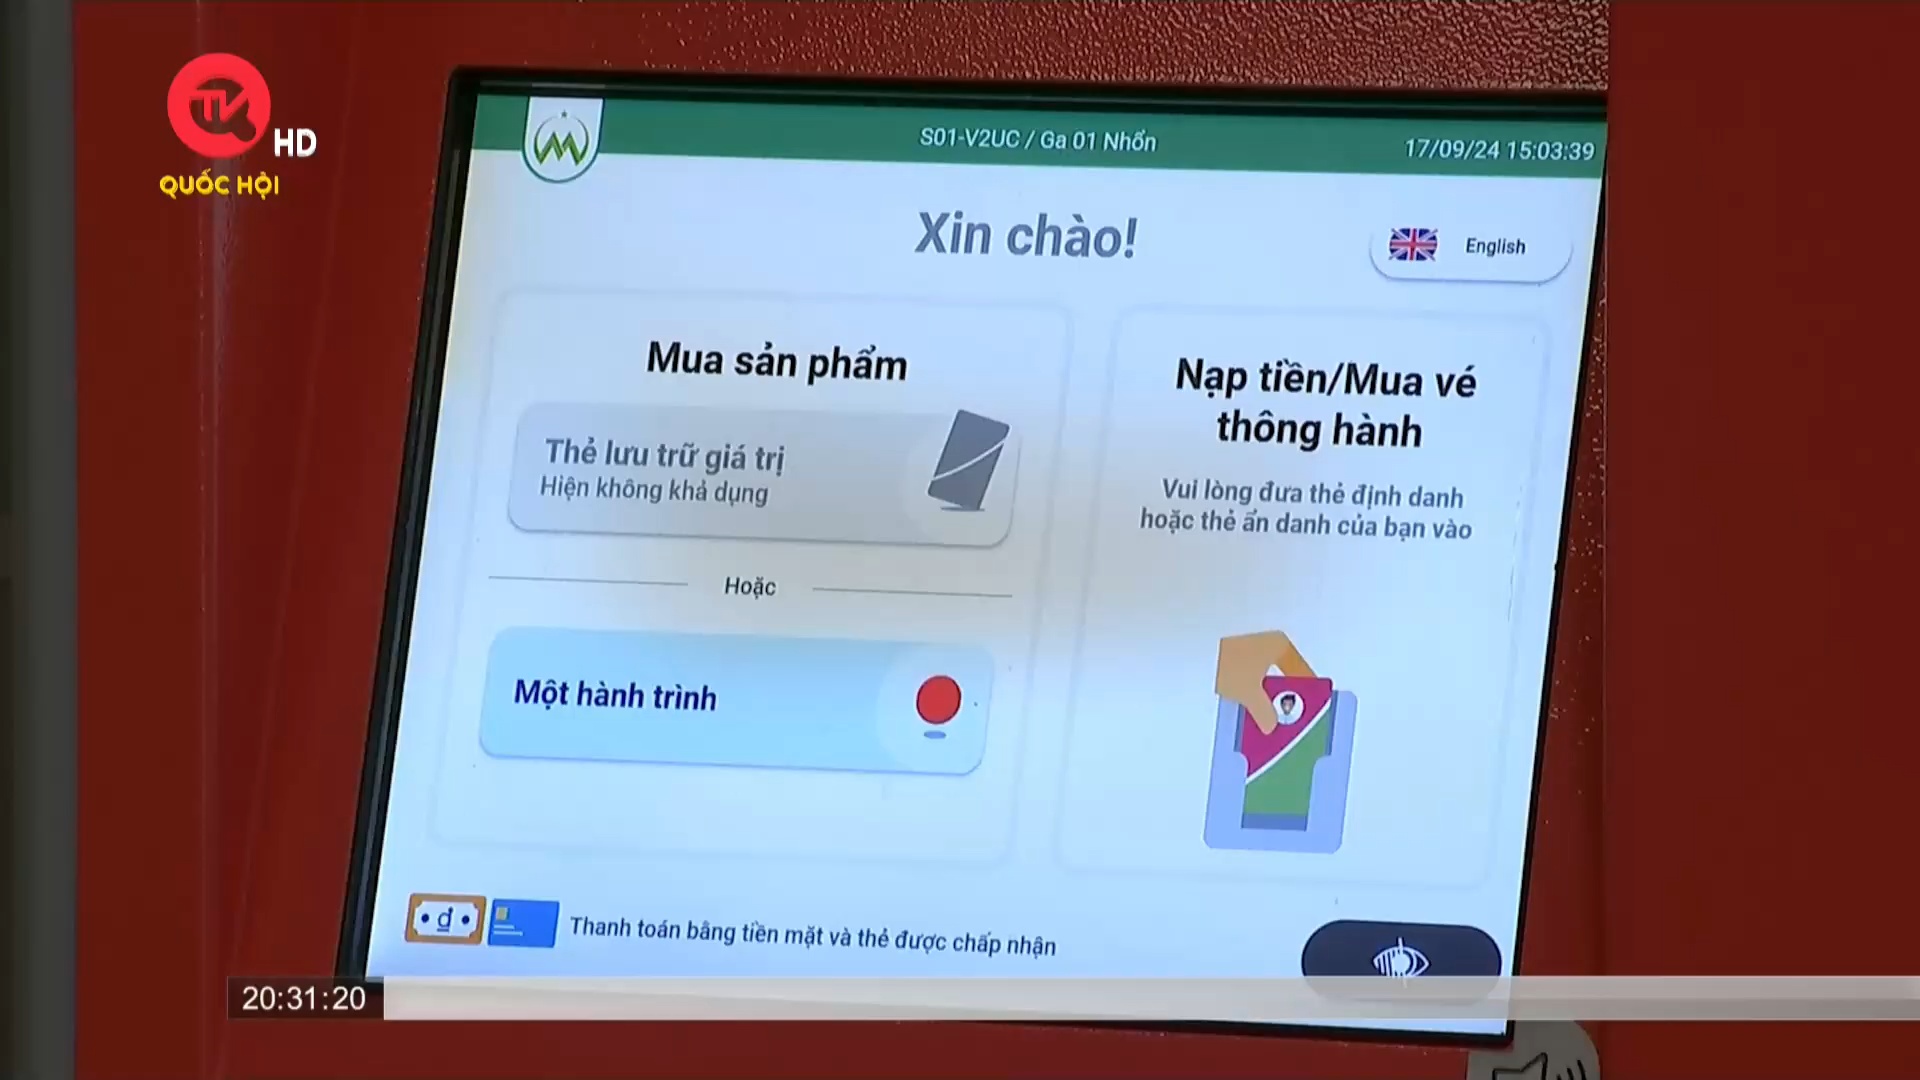 TV
HD
QUỐC HỘI
S01-V2UC / Ga 01 Nhổn
17/09/24 15:03:39
Xin chào!
English
Mua sản phẩm
Thẻ lưu trữ giá trị
Hiện không khả dụng
Hoặc
Một hành trình
Nạp tiền/Mua vé
thông hành
Vui lòng đưa thẻ định danh
hoặc thẻ ẩn danh của bạn vào
đ
Thanh toán bằng tiền mặt và thẻ được chấp nhận
20:31:20